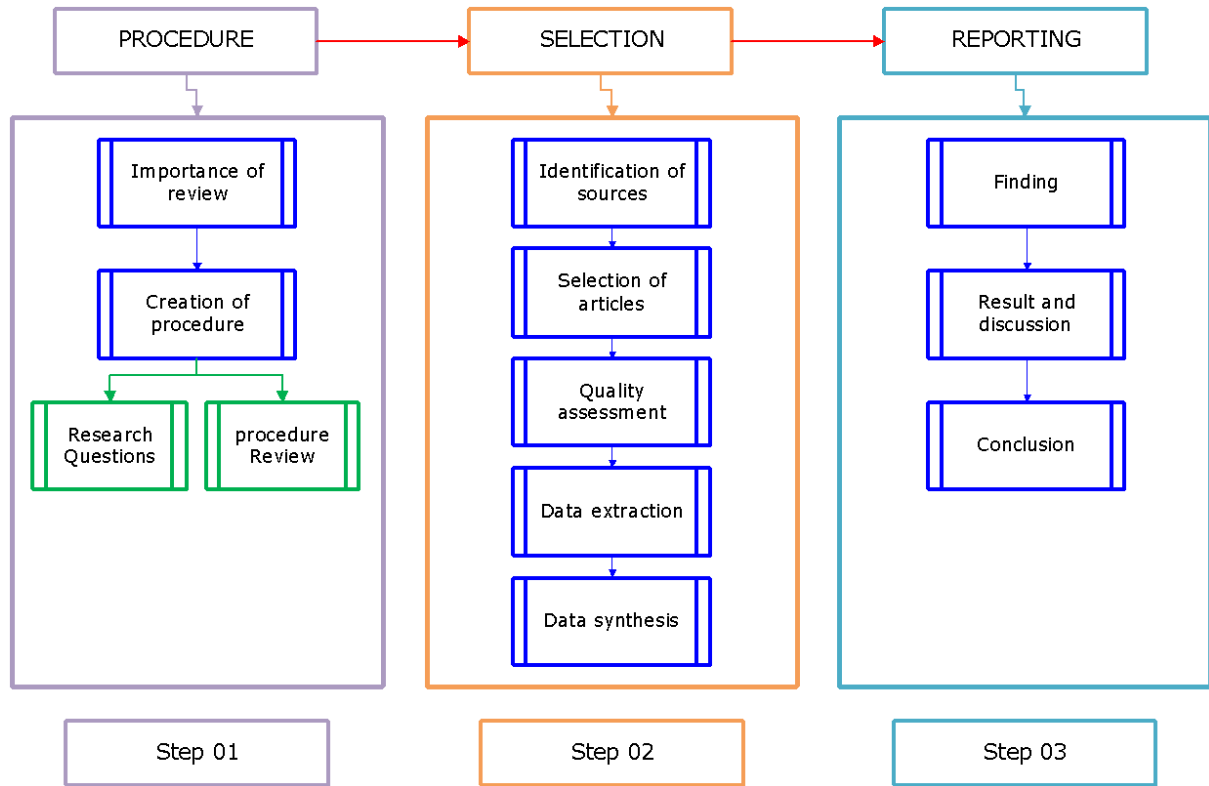 PROCEDURE
SELECTION
REPORTING
Importance of
review
Creation of
procedure
Research
Questions
procedure
Review
Identification of
sources
Selection of
articles
Quality
assessment
Data extraction
Data synthesis
Finding
Result and
discussion
Conclusion
Step 01
Step 02
Step 03